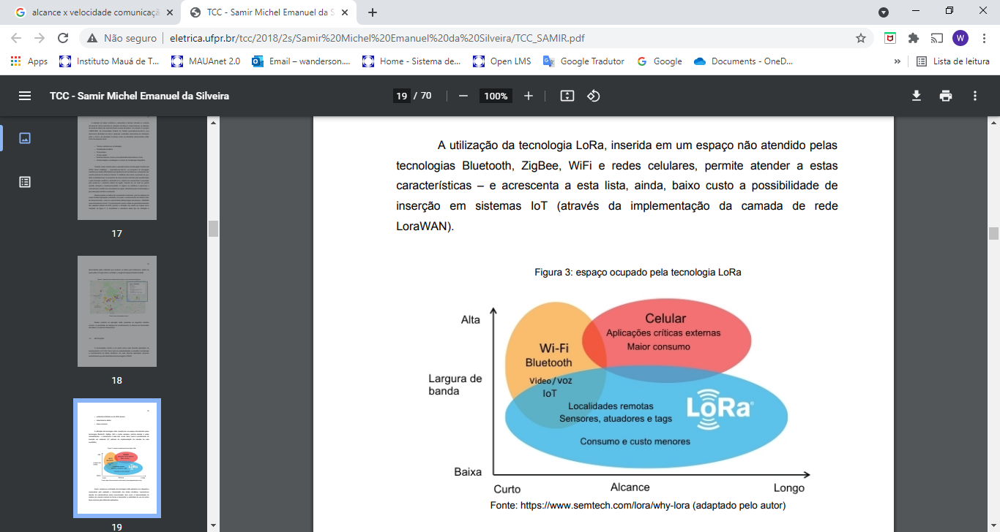 alcance x velocidade comunicaçã
TCC - Samir Michel Emanuel da S
Não seguro
eletrica.ufpr.br/tcc/2018/2s/Samir%20Michel%20Emanuel%20da%20Silveira/TCC_SAMIR.pdf
W
Apps
Instituto Mauá de T...
MAUAnet 2.0
Email – wanderson....
Home - Sistema de...
Open LMS
Google Tradutor
Google
Documents - OneD...
»
Lista de leitura
TCC - Samir Michel Emanuel da Silveira
19 / 70
100%
17
18
19
A utilização da tecnologia LoRa, inserida em um espaço não atendido pelas
tecnologias Bluetooth, ZigBee, WiFi e redes celulares, permite atender a estas
características – e acrescenta a esta lista, ainda, baixo custo a possibilidade de
inserção em sistemas IoT (através da implementação da camada de rede
LoraWAN).
Figura 3: espaço ocupado pela tecnologia LoRa
Alta
Largura de
banda
Baixa
Wi-Fi
Bluetooth
Video / VOZ
IoT
Celular
Aplicações críticas externas
Maior consumo
Localidades remotas
Sensores, atuadores e tags
Consumo e custo menores
LoRa®
Curto
Alcance
Longo
Fonte: https://www.semtech.com/lora/why-lora (adaptado pelo autor)